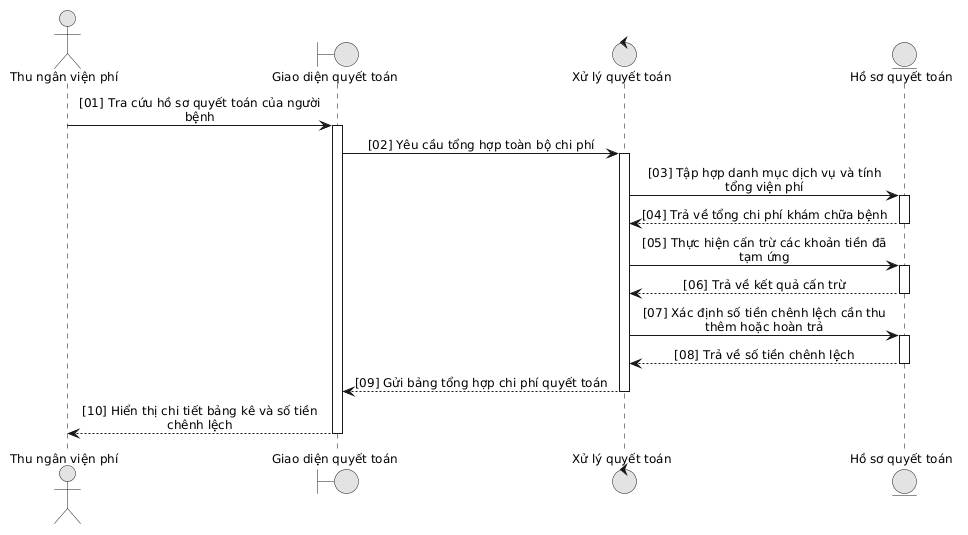 Thu ngân viện phí
Giao diện quyết toán
Xử lý quyết toán
Hồ sơ quyết toán
[01] Tra cứu hồ sơ quyết toán của người
bệnh
[02] Yêu cầu tổng hợp toàn bộ chi phí
[03] Tập hợp danh mục dịch vụ và tính
tổng viện phí
[04] Trả về tổng chi phí khám chữa bệnh
[05] Thực hiện cấn trừ các khoản tiền đã
tạm ứng
[06] Trả về kết quả cấn trừ
[07] Xác định số tiền chênh lệch cần thu
thêm hoặc hoàn trả
[08] Trả về số tiền chênh lệch
[09] Gửi bảng tổng hợp chi phí quyết toán
[10] Hiển thị chi tiết bảng kê và số tiền
chênh lệch
Thu ngân viện phí
Giao diện quyết toán
Xử lý quyết toán
Hồ sơ quyết toán